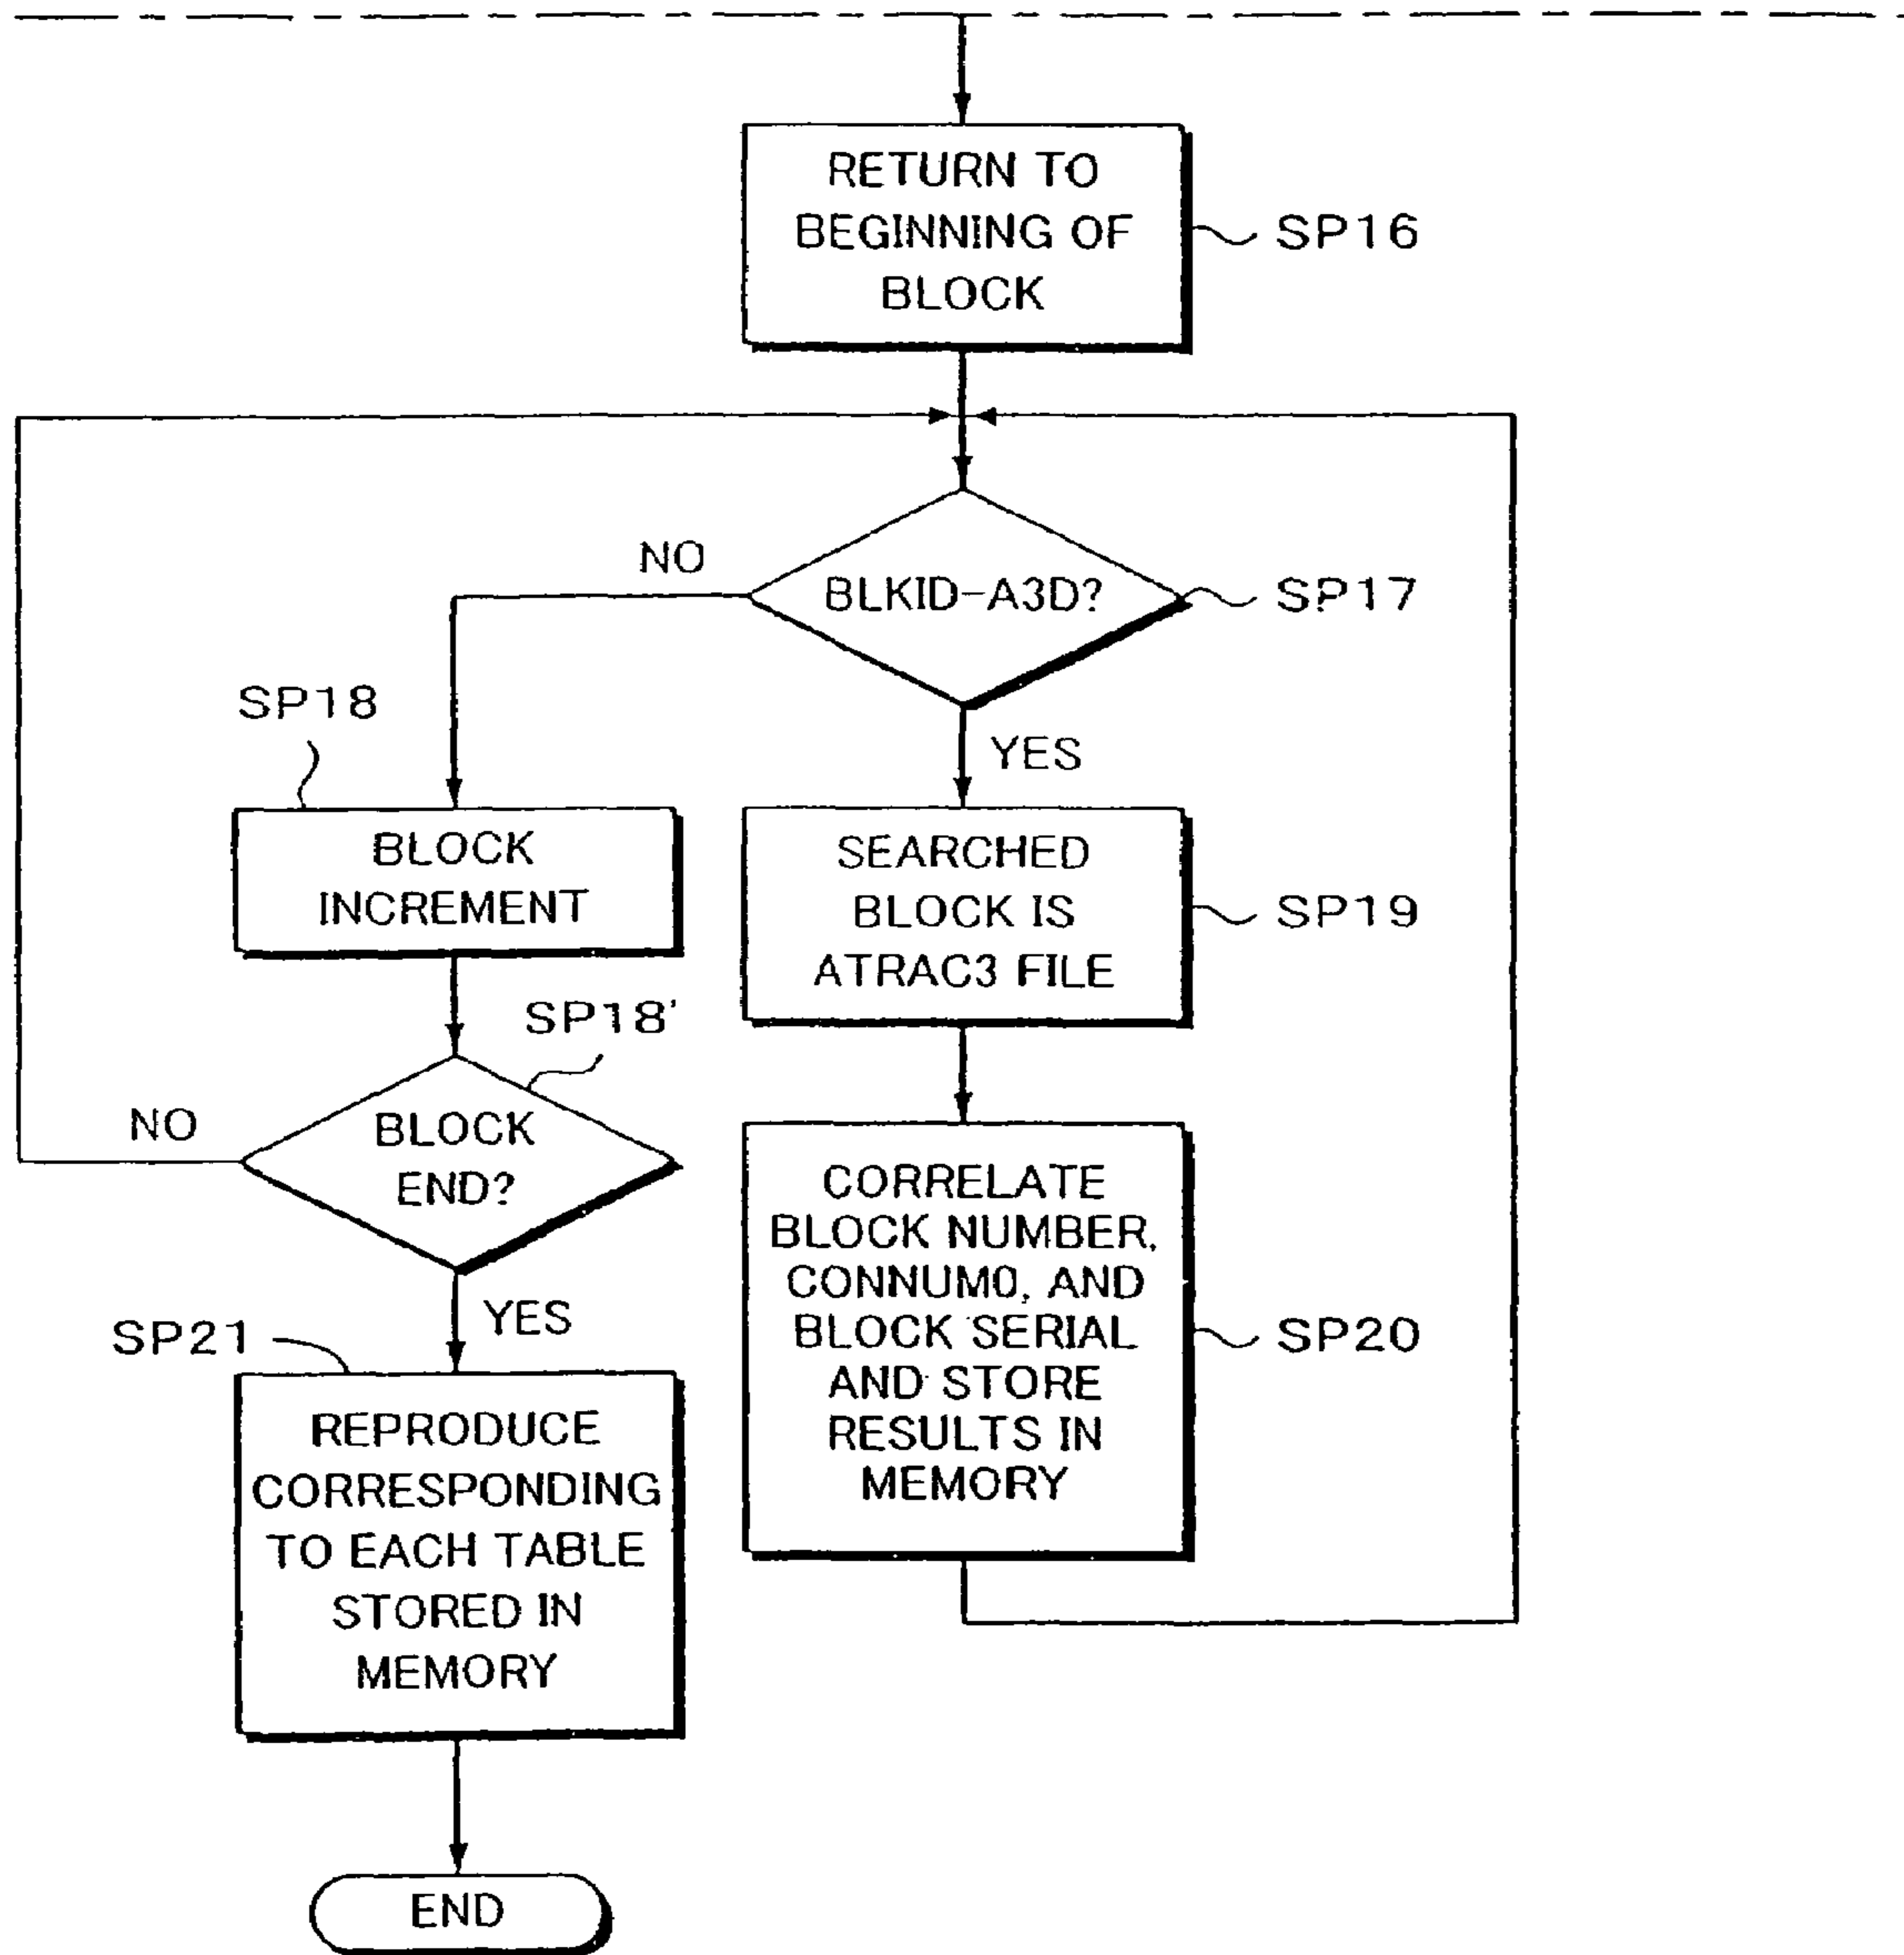 RETURN TO
BEGINNING OF
BLOCK
SP16
NO
BLKID-A3D?
SP17
SP18
YES
BLOCK
INCREMENT
SEARCHED
BLOCK IS
ATRAC3 FILE
SP19
SP18'
NO
BLOCK
END?
CORRELATE
BLOCK NUMBER,
CONNUM0, AND
BLOCK SERIAL
AND STORE
RESULTS IN
MEMORY
SP20
YES
SP21
REPRODUCE
CORRESPONDING
TO EACH TABLE
STORED IN
MEMORY
END